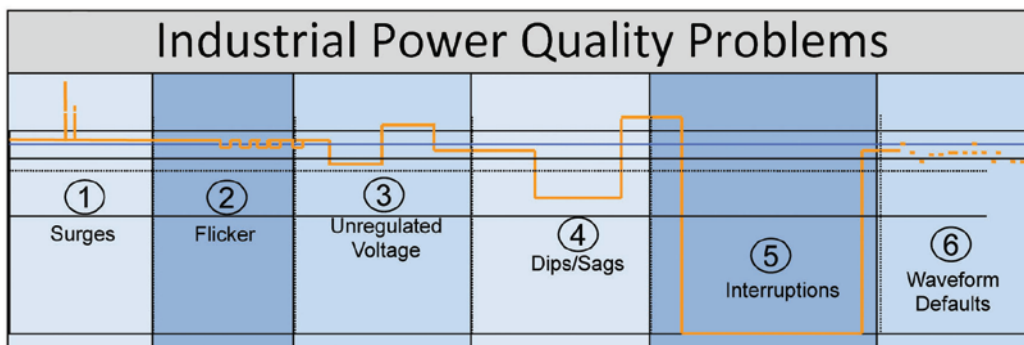 Industrial Power Quality Problems
1
Surges
2
Flicker
3
Unregulated
Voltage
4
Dips/Sags
5
Interruptions
6
Waveform
Defaults